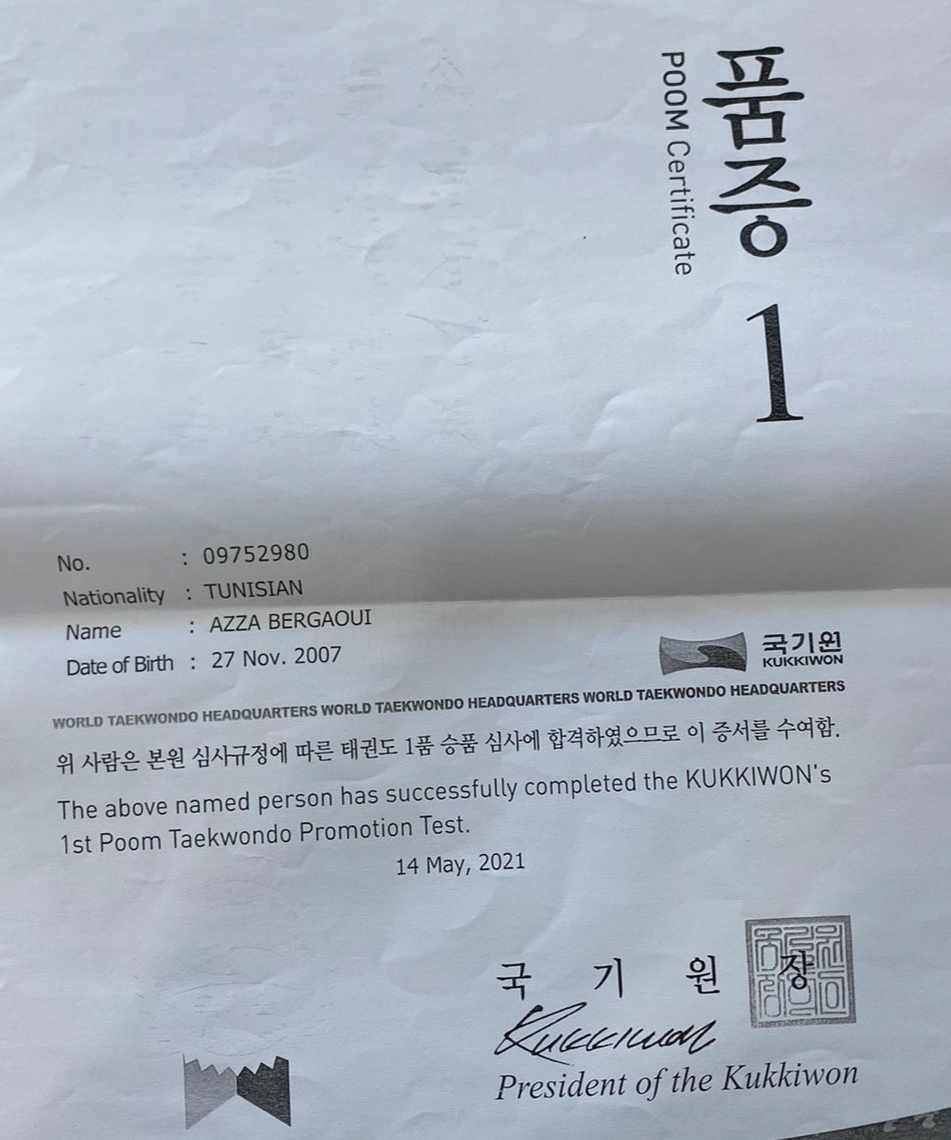 품증
POOM Certificate
1
No. : 09752980
Nationality : TUNISIAN
Name : AZZA BERGAOUI
Date of Birth : 27 Nov. 2007
국기원
KUKKIWON
WORLD TAEKWONDO HEADQUARTERS WORLD TAEKWONDO HEADQUARTERS WORLD TAEKWONDO HEADQUARTERS
위 사람은 본원 심사규정에 따른 태권도 1품 승품 심사에 합격하였으므로 이 증서를 수여함.
The above named person has successfully completed the KUKKIWON's
1st Poom Taekwondo Promotion Test.
14 May, 2021
국 기 원 장
Kukkiwon
President of the Kukkiwon